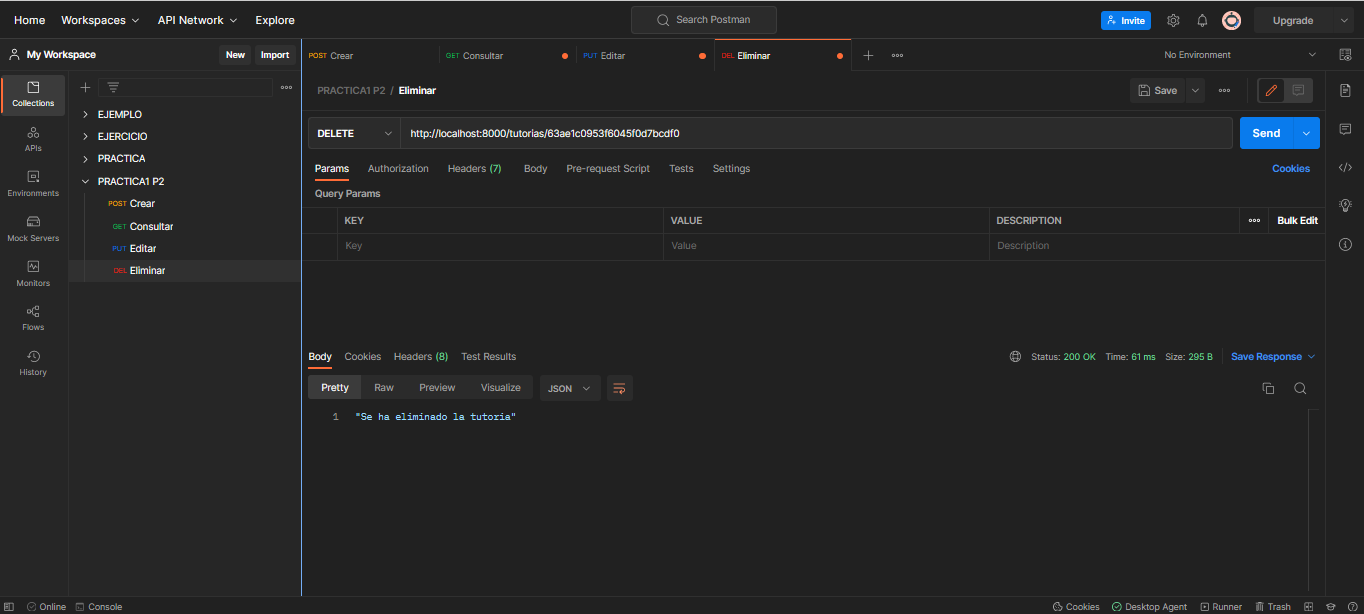 Home Workspaces API Network Explore Search Postman Invite Upgrade
My Workspace New Import POST Crear GET Consultar PUT Editar DEL Eliminar No Environment
Collections
APIs
Environments
Mock Servers
Monitors
Flows
History
EJEMPLO
EJERCICIO
PRACTICA
PRACTICA1 P2
POST Crear
GET Consultar
PUT Editar
DEL Eliminar
PRACTICA1 P2 / Eliminar Save
DELETE http://localhost:8000/tutorias/63ae1c0953f6045f0d7bcdf0 Send
Params Authorization Headers (7) Body Pre-request Script Tests Settings Cookies
Query Params
KEY VALUE DESCRIPTION Bulk Edit
Key Value Description
Body Cookies Headers (8) Test Results Status: 200 OK Time: 61 ms Size: 295 B Save Response
Pretty Raw Preview Visualize JSON
1 "Se ha eliminado la tutoria"
Online Console Cookies Desktop Agent Runner Trash